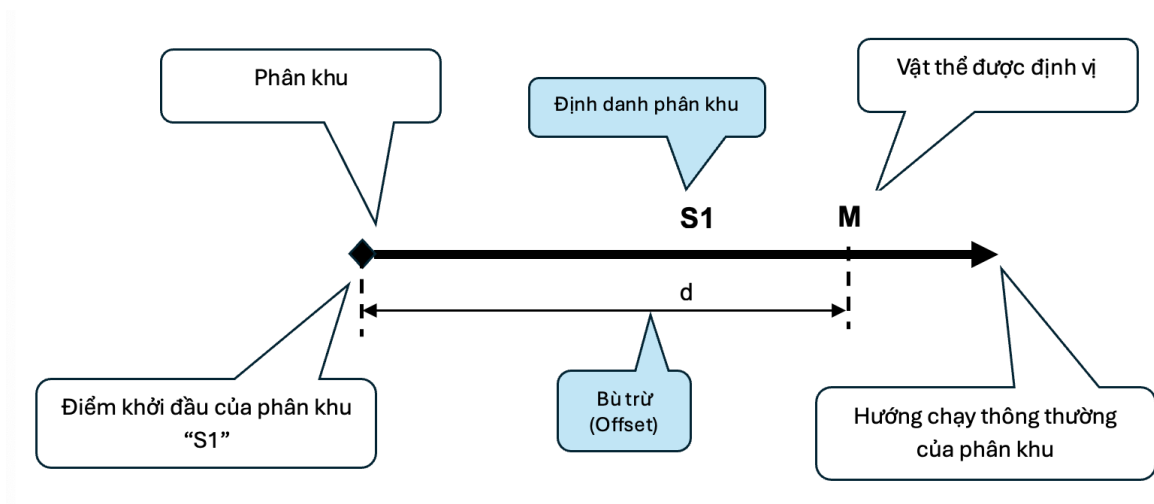 Phân khu
Định danh phân khu
Vật thể được định vị
S1
M
d
Điểm khởi đầu của phân khu
“S1”
Bù trừ
(Offset)
Hướng chạy thông thường
của phân khu